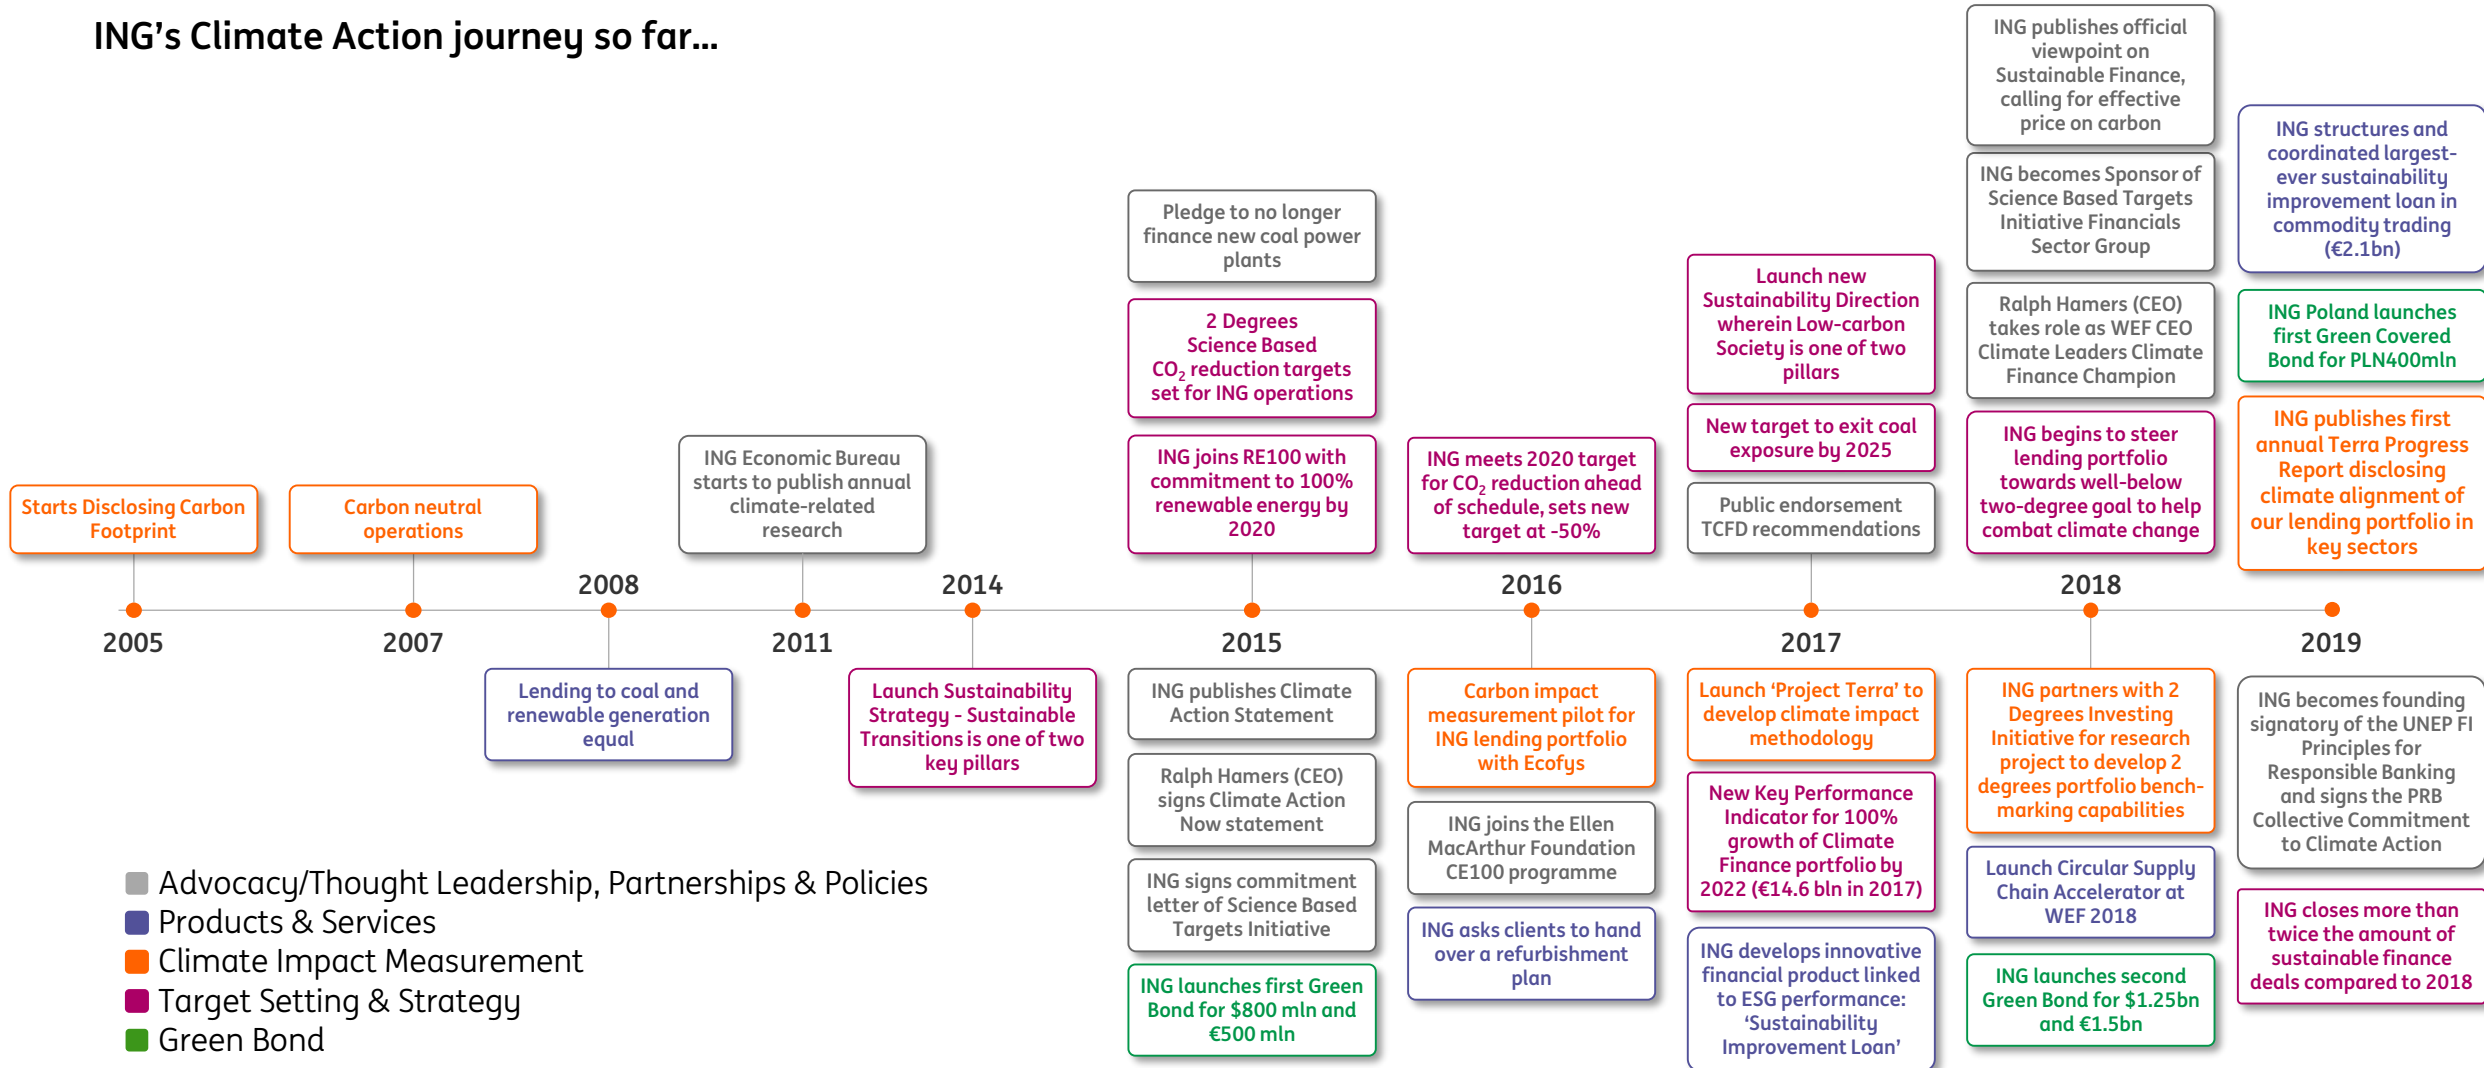 ING’s Climate Action journey so far...
Starts Disclosing Carbon
Footprint
2005
Carbon neutral
operations
2007
2008
Lending to coal and
renewable generation
equal
ING Economic Bureau
starts to publish annual
climate-related
research
2011
2014
Launch Sustainability
Strategy - Sustainable
Transitions is one of two
key pillars
Pledge to no longer
finance new coal power
plants
2 Degrees
Science Based
CO₂ reduction targets
set for ING operations
ING joins RE100 with
commitment to 100%
renewable energy by
2020
2015
ING publishes Climate
Action Statement
Ralph Hamers (CEO)
signs Climate Action
Now statement
ING signs commitment
letter of Science Based
Targets Initiative
ING launches first Green
Bond for $800 mln and
€500 mln
ING meets 2020 target
for CO₂ reduction ahead
of schedule, sets new
target at -50%
2016
Carbon impact
measurement pilot for
ING lending portfolio
with Ecofys
ING joins the Ellen
MacArthur Foundation
CE100 programme
ING asks clients to hand
over a refurbishment
plan
Launch new
Sustainability Direction
wherein Low-carbon
Society is one of two
pillars
New target to exit coal
exposure by 2025
Public endorsement
TCFD recommendations
2017
Launch ‘Project Terra’ to
develop climate impact
methodology
New Key Performance
Indicator for 100%
growth of Climate
Finance portfolio by
2022 (€14.6 bln in 2017)
ING develops innovative
financial product linked
to ESG performance:
‘Sustainability
Improvement Loan’
ING publishes official
viewpoint on
Sustainable Finance,
calling for effective
price on carbon
ING becomes Sponsor of
Science Based Targets
Initiative Financials
Sector Group
Ralph Hamers (CEO)
takes role as WEF CEO
Climate Leaders Climate
Finance Champion
ING begins to steer
lending portfolio
towards well-below
two-degree goal to help
combat climate change
2018
ING partners with 2
Degrees Investing
Initiative for research
project to develop 2
degrees portfolio bench-
marking capabilities
Launch Circular Supply
Chain Accelerator at
WEF 2018
ING launches second
Green Bond for $1.25bn
and €1.5bn
ING structures and
coordinated largest-
ever sustainability
improvement loan in
commodity trading
(€2.1bn)
ING Poland launches
first Green Covered
Bond for PLN400mln
ING publishes first
annual Terra Progress
Report disclosing
climate alignment of
our lending portfolio in
key sectors
2019
ING becomes founding
signatory of the UNEP FI
Principles for
Responsible Banking
and signs the PRB
Collective Commitment
to Climate Action
ING closes more than
twice the amount of
sustainable finance
deals compared to 2018
Advocacy/Thought Leadership, Partnerships & Policies
Products & Services
Climate Impact Measurement
Target Setting & Strategy
Green Bond